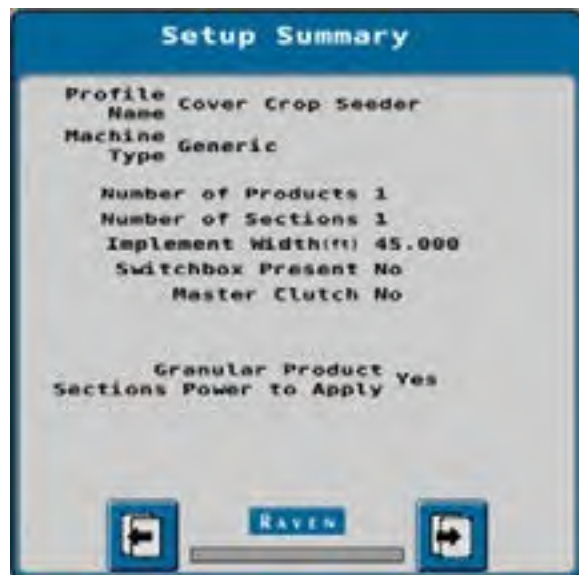 Setup Summary
Profile
Name Cover Crop Seeder
Machine
Type Generic
Number of Products 1
Number of Sections 1
Implement Width(ft) 45.000
Switchbox Present No
Master Clutch No
Granular Product
Sections Power to Apply Yes
RAVEN